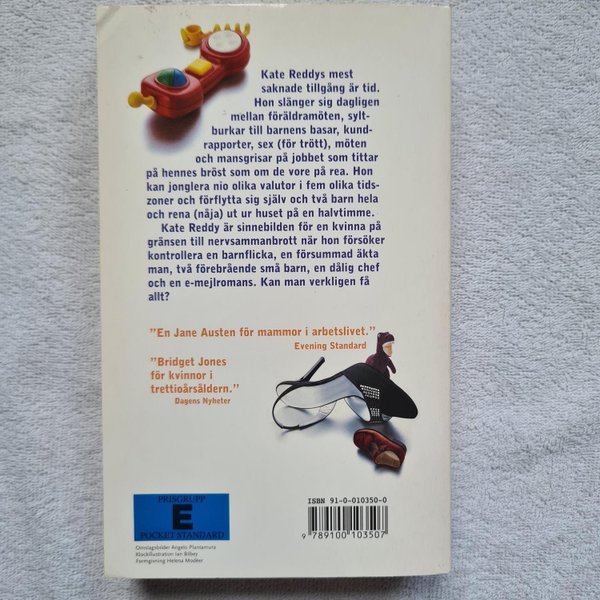 Kate Reddys mest
saknade tillgång är tid.
Hon slänger sig dagligen
mellan föräldramöten, sylt-
burkar till barnens basar, kund-
rapporter, sex (för trött), möten
och mansgrisar på jobbet som tittar
på hennes bröst som om de vore på rea. Hon
kan jonglera nio olika valutor i fem olika tids-
zoner och förflytta sig själv och två barn hela
och rena (nåja) ut ur huset på en halvtimme.
Kate Reddy är sinnebilden för en kvinna på
gränsen till nervsammanbrott när hon försöker
kontrollera en barnflicka, en försummad äkta
man, två förebrående små barn, en dålig chef
och en e-mejlromans. Kan man verkligen få
allt?
”En Jane Austen för mammor i arbetslivet.”
Evening Standard
”Bridget Jones
för kvinnor i
trettioårsåldern.”
Dagens Nyheter
PRISGRUPP
E
POCKET STANDARD
Omslagsbilder Angelo Plantamura
Klockillustration Ian Bilbey
Formgivning Helena Modéer
ISBN 91-0-010350-0
9 789100 103507